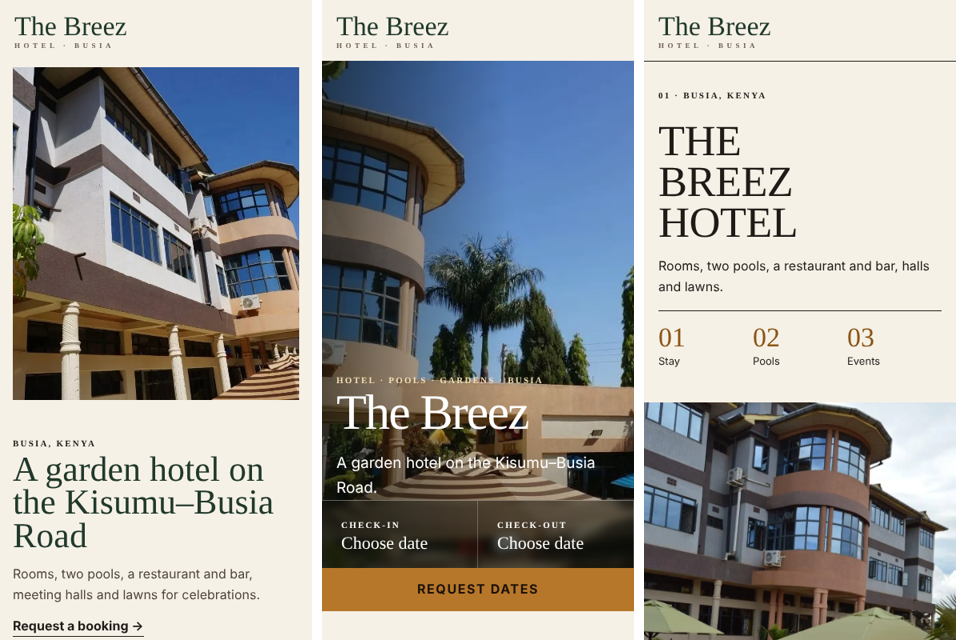 The Breez
HOTEL · BUSIA
BUSIA, KENYA
A garden hotel on
the Kisumu–Busia
Road
Rooms, two pools, a restaurant and bar,
meeting halls and lawns for celebrations.
Request a booking →
The Breez
HOTEL · BUSIA
HOTEL · POOLS · GARDENS · BUSIA
The Breez
A garden hotel on the Kisumu–Busia
Road.
CHECK-IN
Choose date
CHECK-OUT
Choose date
REQUEST DATES
The Breez
HOTEL · BUSIA
01 · BUSIA, KENYA
THE
BREEZ
HOTEL
Rooms, two pools, a restaurant and bar, halls
and lawns.
01
Stay
02
Pools
03
Events